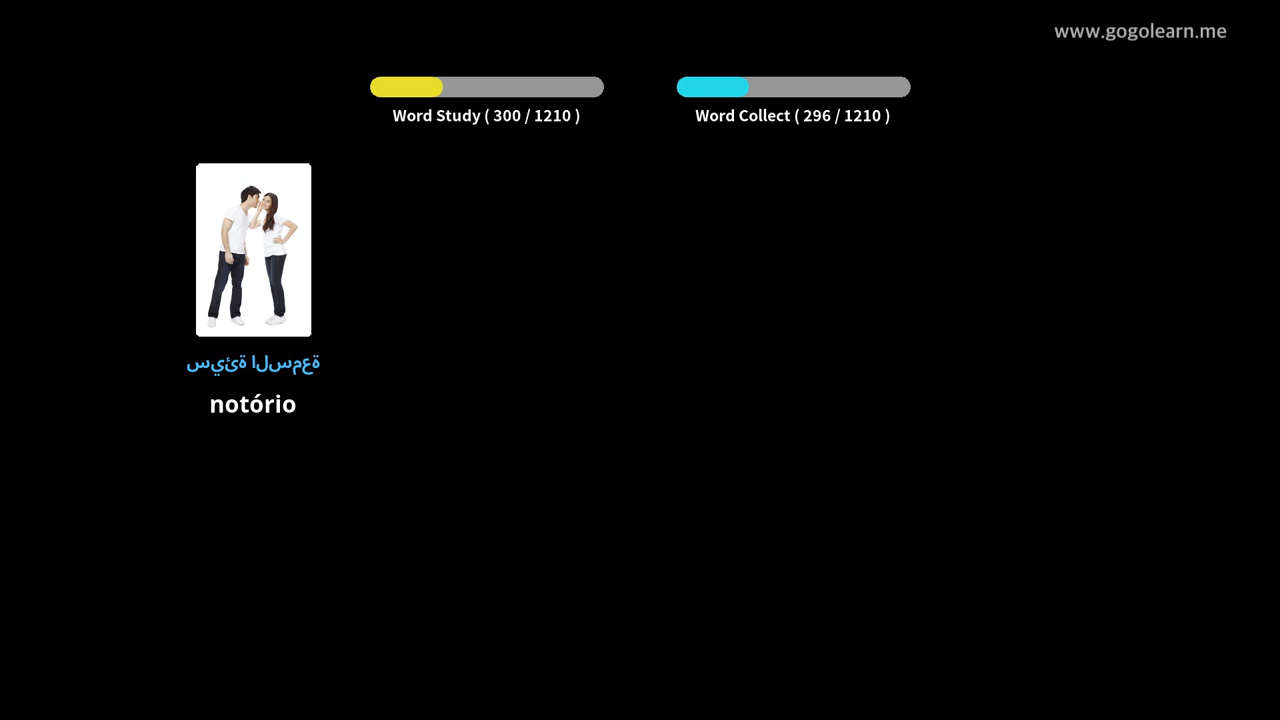 www.gogolearn.me
Word Study ( 300 / 1210 )
Word Collect ( 296 / 1210 )
سيئة السمعة
notório